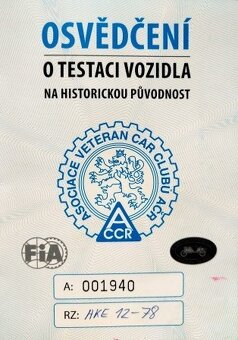 OSVĚDČENÍ
O TESTACI VOZIDLA
NA HISTORICKOU PŮVODNOST
ASOCIACE VETERAN CAR CLUBŮ AČR
A
CCR
FiA
A: 001940
RZ: AKE 12-78